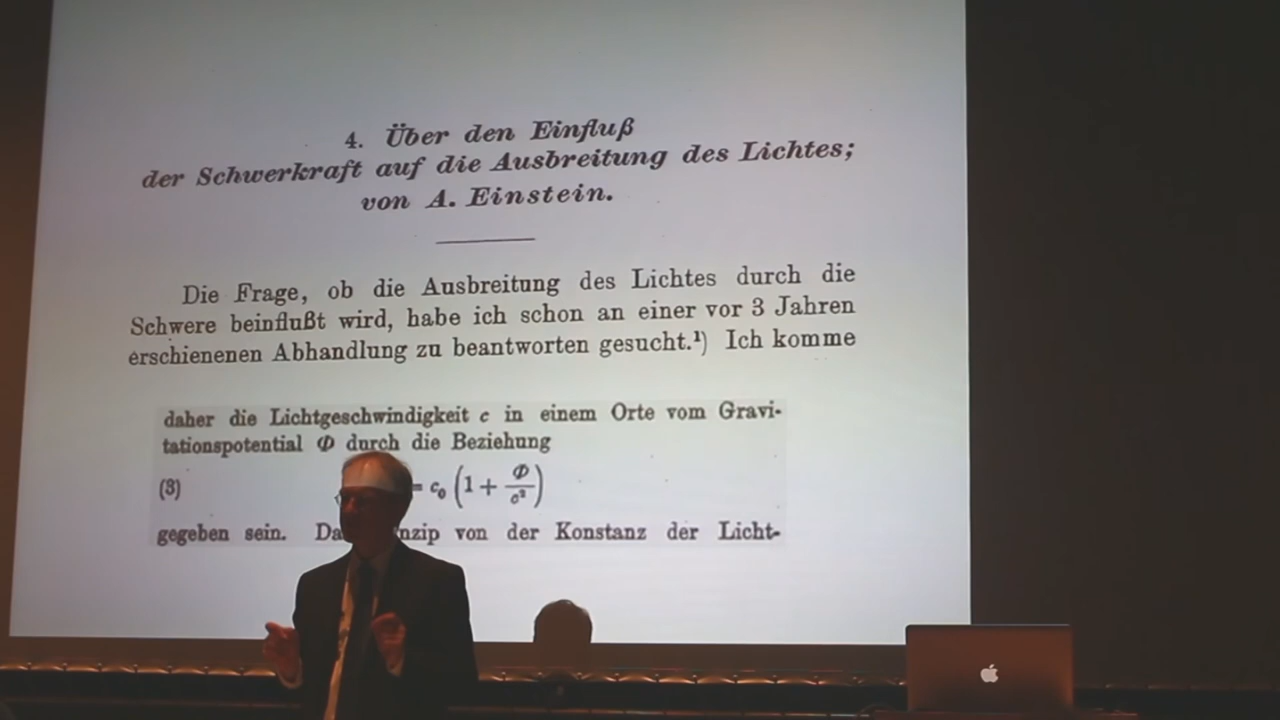 4. Über den Einfluß
der Schwerkraft auf die Ausbreitung des Lichtes;
von A. Einstein.
Die Frage, ob die Ausbreitung des Lichtes durch die
Schwere beinflußt wird, habe ich schon an einer vor 3 Jahren
erschienenen Abhandlung zu beantworten gesucht.¹) Ich komme
daher die Lichtgeschwindigkeit c in einem Orte vom Gravi-
tationspotential Φ durch die Beziehung
(3) = c₀ (1 + Φ/c²)
gegeben sein. Da nzip von der Konstanz der Licht-